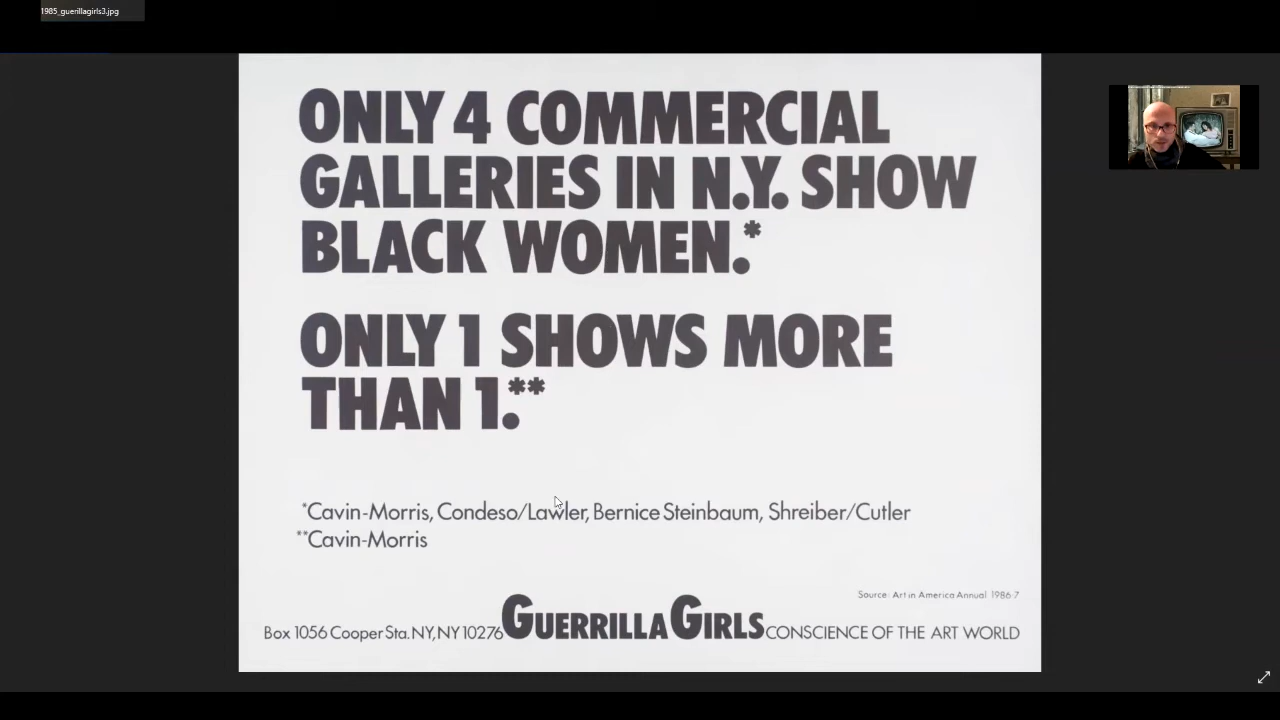 1985_guerillagirls3.jpg
ONLY 4 COMMERCIAL
GALLERIES IN N.Y. SHOW
BLACK WOMEN.*
ONLY 1 SHOWS MORE
THAN 1.**
*Cavin-Morris, Condeso/Lawler, Bernice Steinbaum, Shreiber/Cutler
**Cavin-Morris
Source: Art in America Annual 1986-7
Box 1056 Cooper Sta. NY, NY 10276 GUERRILLA GIRLS CONSCIENCE OF THE ART WORLD